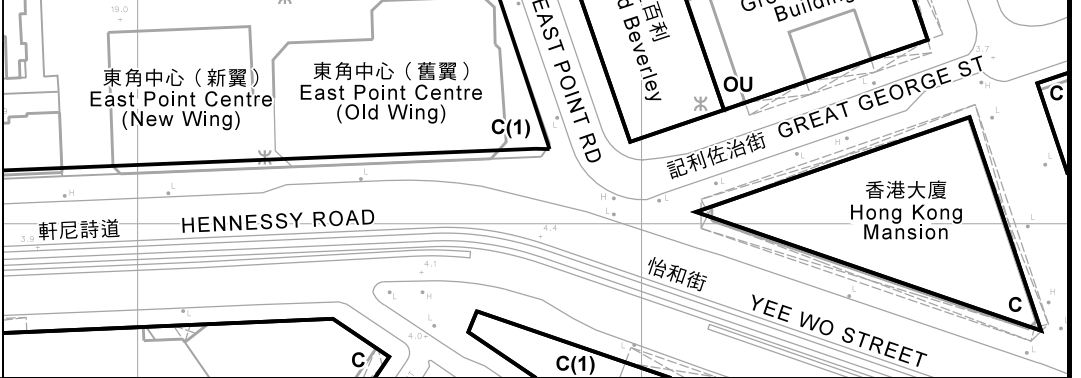 19.0
東角中心（新翼）
East Point Centre
(New Wing)
東角中心（舊翼）
East Point Centre
(Old Wing)
C(1)
EAST POINT RD
百利
d Beverley
Building
OU
3.7
記利佐治街 GREAT GEORGE ST
C
香港大廈
Hong Kong
Mansion
C
軒尼詩道 HENNESSY ROAD
3.9
4.4
4.1
4.0
怡和街 YEE WO STREET
C
C(1)
H
L
L
L
L
H
L
L
L
L
H
L
L
L
H
L
L
L
H
L
L
L